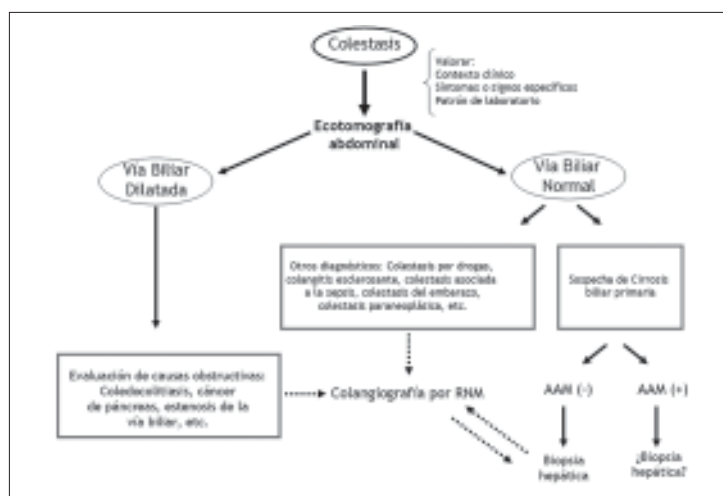 Colestasis
Valorar:
Contexto clínico
Síntomas o signos específicos
Patrón de laboratorio
Ecotomografía
abdominal
Vía Biliar
Dilatada
Vía Biliar
Normal
Otros diagnósticos: Colestasis por drogas,
colangitis esclerosante, colestasis asociada
a la sepsis, colestasis del embarazo,
colestasis paraneoplástica, etc.
Sospecha de Cirrosis
biliar primaria
Evaluación de causas obstructivas:
Coledocolitiasis, cáncer
de páncreas, estenosis de la
vía biliar, etc.
Colangiografía por RNM
AAM (-)
AAM (+)
Biopsia
hepática
¿Biopsia
hepática?